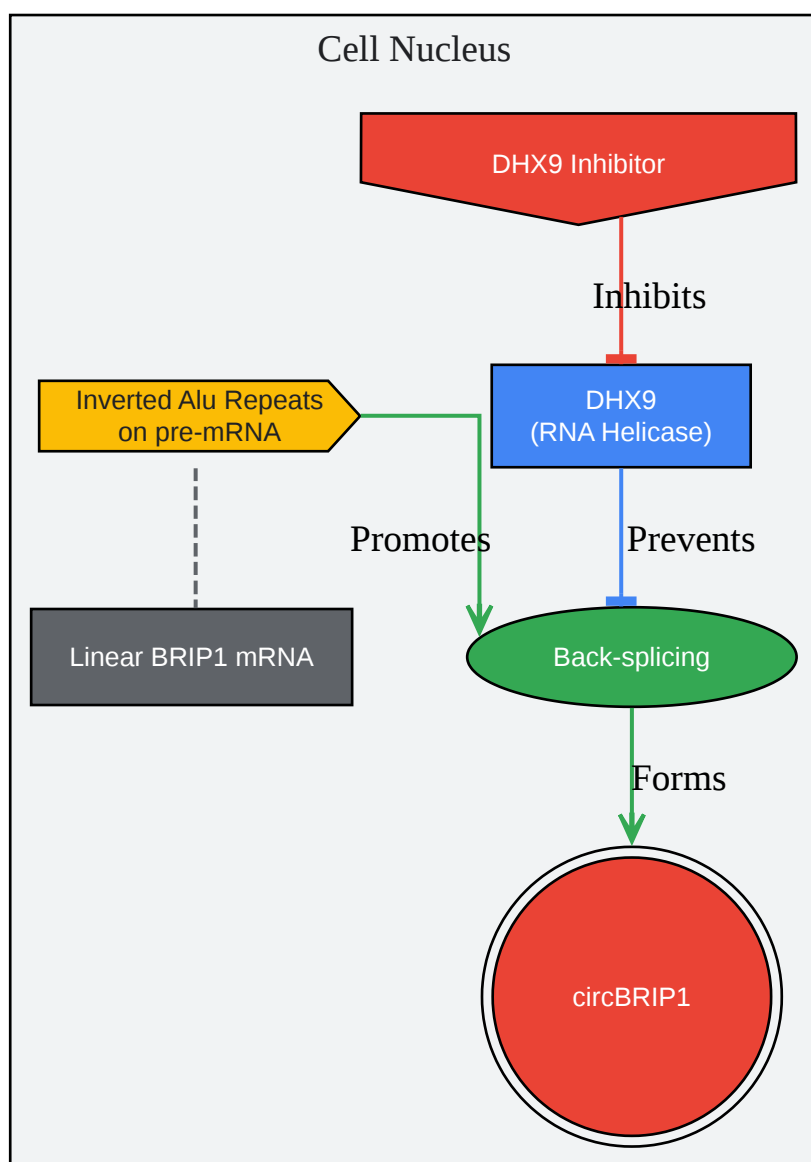 Cell Nucleus
DHX9 Inhibitor
Inhibits
Inverted Alu Repeats
on pre-mRNA
DHX9
(RNA Helicase)
Promotes
Prevents
Linear BRIP1 mRNA
Back-splicing
Forms
circBRIP1